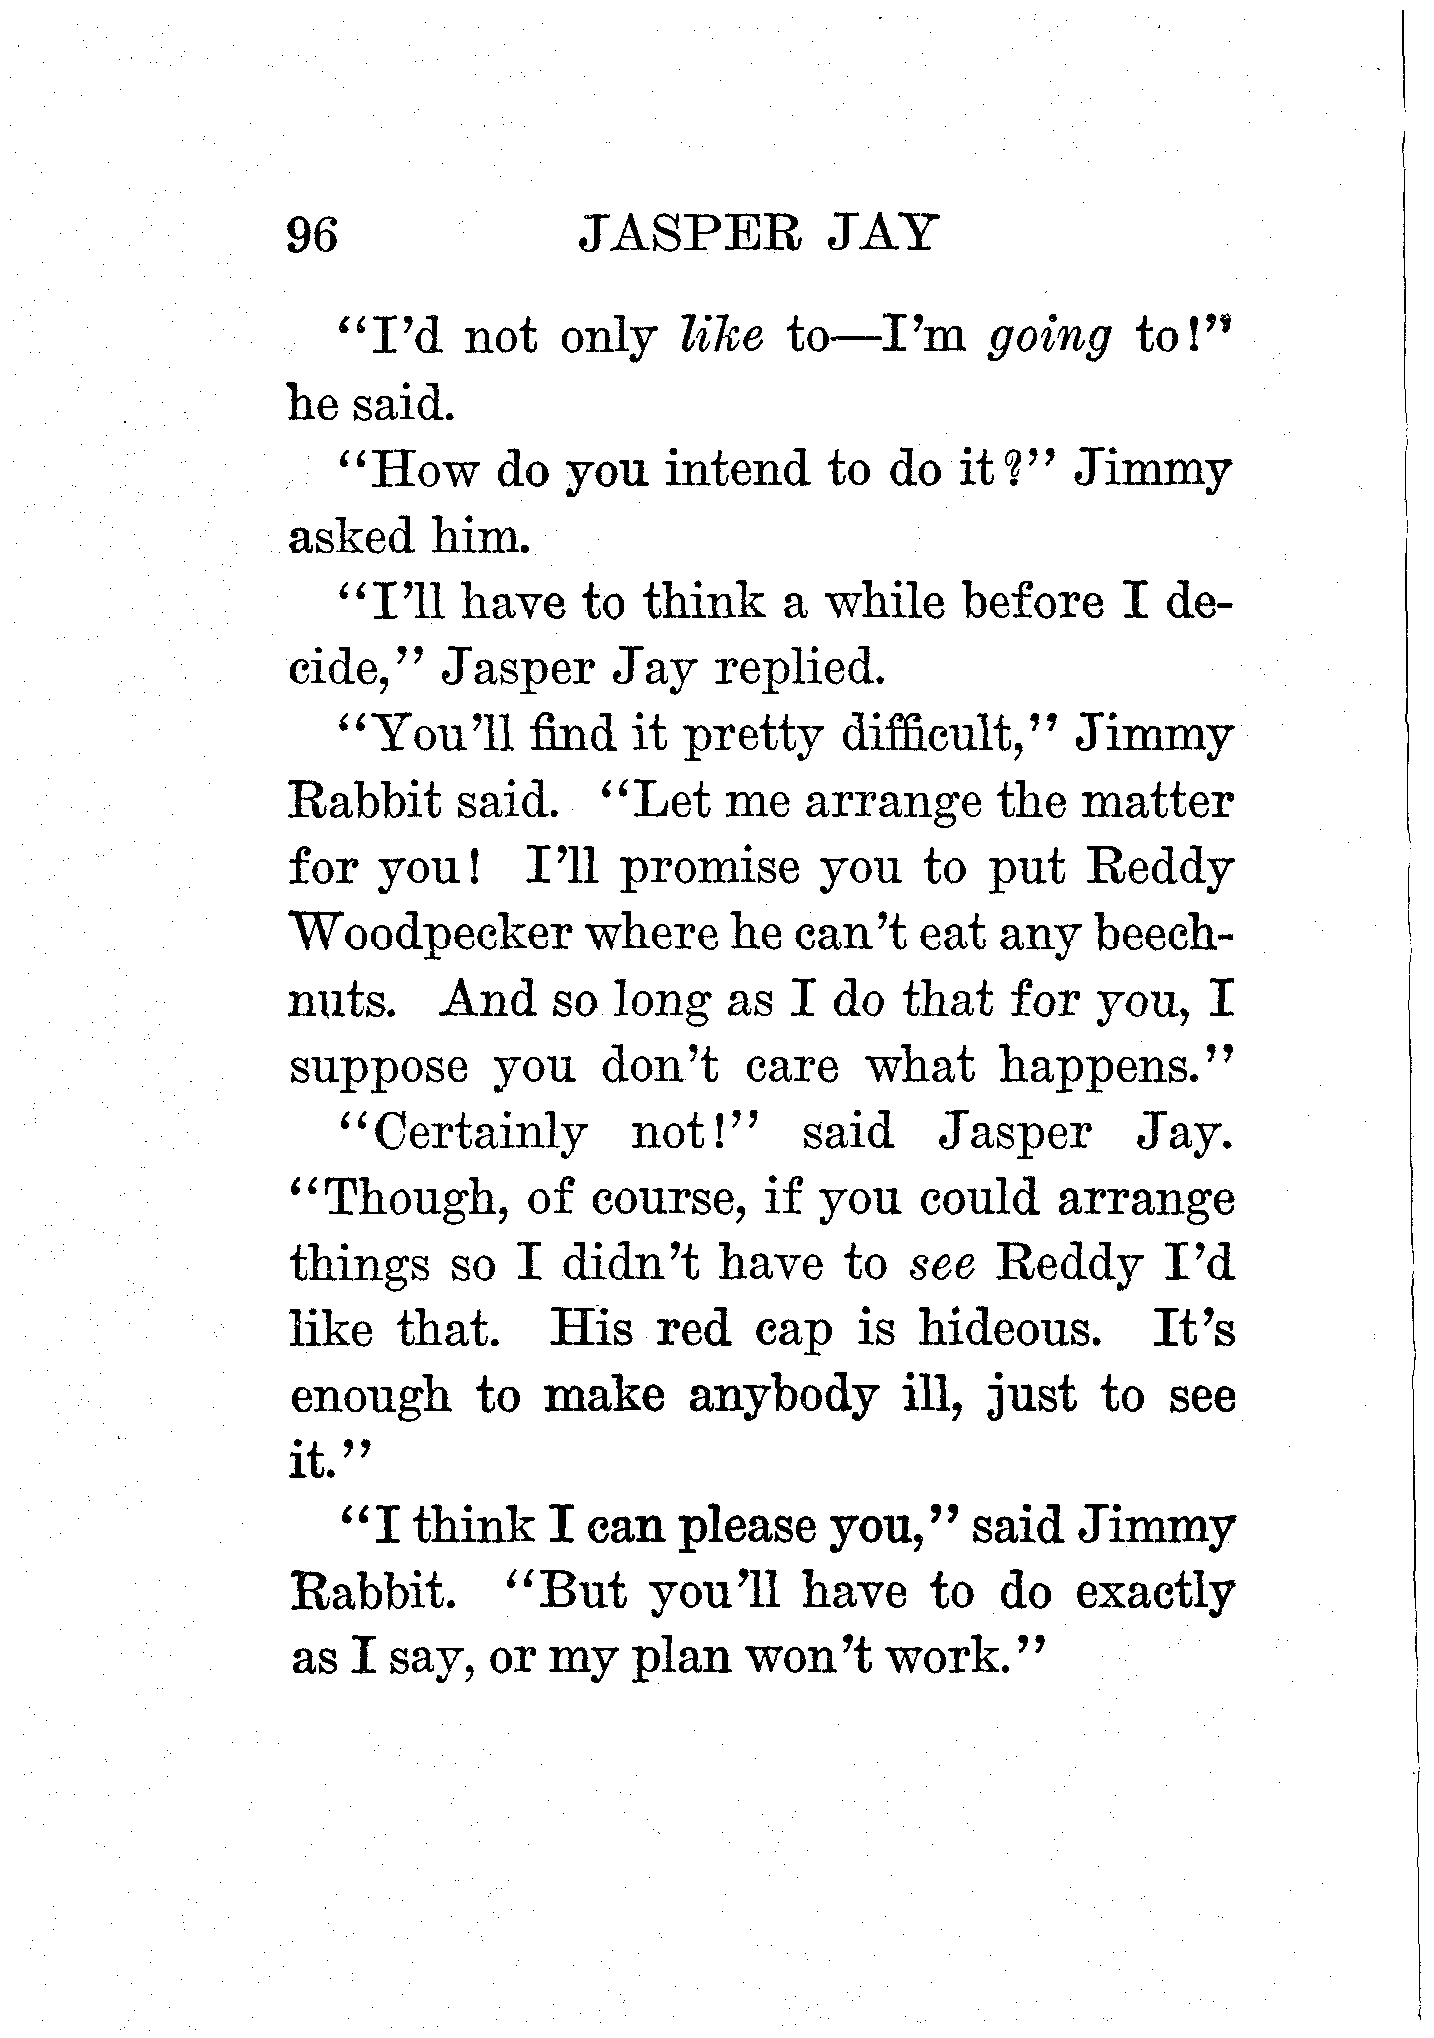 96 JASPER JAY
“I’d not only like to—I’m going to!”
he said.
“How do you intend to do it?” Jimmy
asked him.
“I’ll have to think a while before I de-
cide,” Jasper Jay replied.
“You’ll find it pretty difficult,” Jimmy
Rabbit said. “Let me arrange the matter
for you! I’ll promise you to put Reddy
Woodpecker where he can’t eat any beech-
nuts. And so long as I do that for you, I
suppose you don’t care what happens.”
“Certainly not!” said Jasper Jay.
“Though, of course, if you could arrange
things so I didn’t have to see Reddy I’d
like that. His red cap is hideous. It’s
enough to make anybody ill, just to see
it.”
“I think I can please you,” said Jimmy
Rabbit. “But you’ll have to do exactly
as I say, or my plan won’t work.”